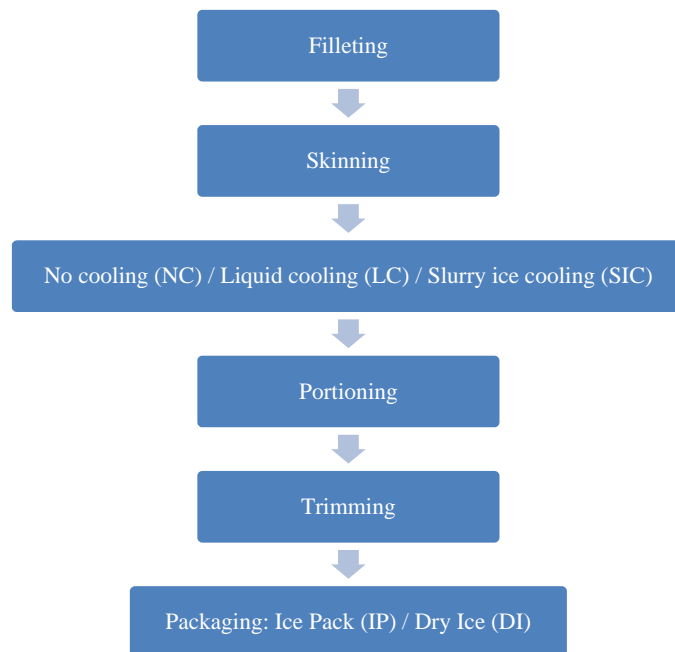 Filleting
Skinning
No cooling (NC) / Liquid cooling (LC) / Slurry ice cooling (SIC)
Portioning
Trimming
Packaging: Ice Pack (IP) / Dry Ice (DI)